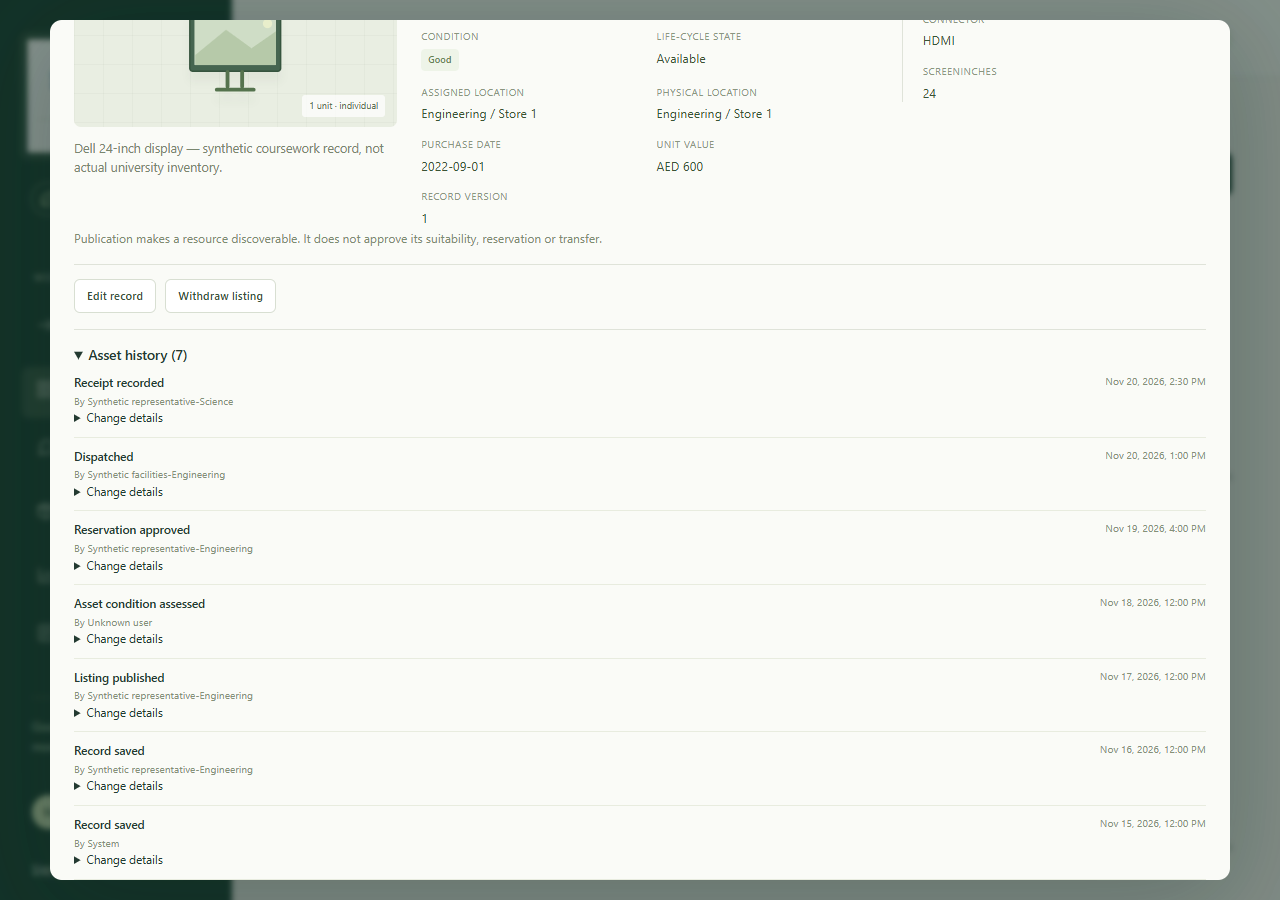 CONNECTOR
CONDITION
LIFE-CYCLE STATE
HDMI
Good
Available
SCREENINCHES
ASSIGNED LOCATION
PHYSICAL LOCATION
24
1 unit · individual
Engineering / Store 1
Engineering / Store 1
Dell 24-inch display — synthetic coursework record, not
actual university inventory.
PURCHASE DATE
UNIT VALUE
2022-09-01
AED 600
RECORD VERSION
1
Publication makes a resource discoverable. It does not approve its suitability, reservation or transfer.
Edit record
Withdraw listing
▼ Asset history (7)
Receipt recorded
Nov 20, 2026, 2:30 PM
By Synthetic representative-Science
▶ Change details
Dispatched
Nov 20, 2026, 1:00 PM
By Synthetic facilities-Engineering
▶ Change details
Reservation approved
Nov 19, 2026, 4:00 PM
By Synthetic representative-Engineering
▶ Change details
Asset condition assessed
Nov 18, 2026, 12:00 PM
By Unknown user
▶ Change details
Listing published
Nov 17, 2026, 12:00 PM
By Synthetic representative-Engineering
▶ Change details
Record saved
Nov 16, 2026, 12:00 PM
By Synthetic representative-Engineering
▶ Change details
Record saved
Nov 15, 2026, 12:00 PM
By System
▶ Change details